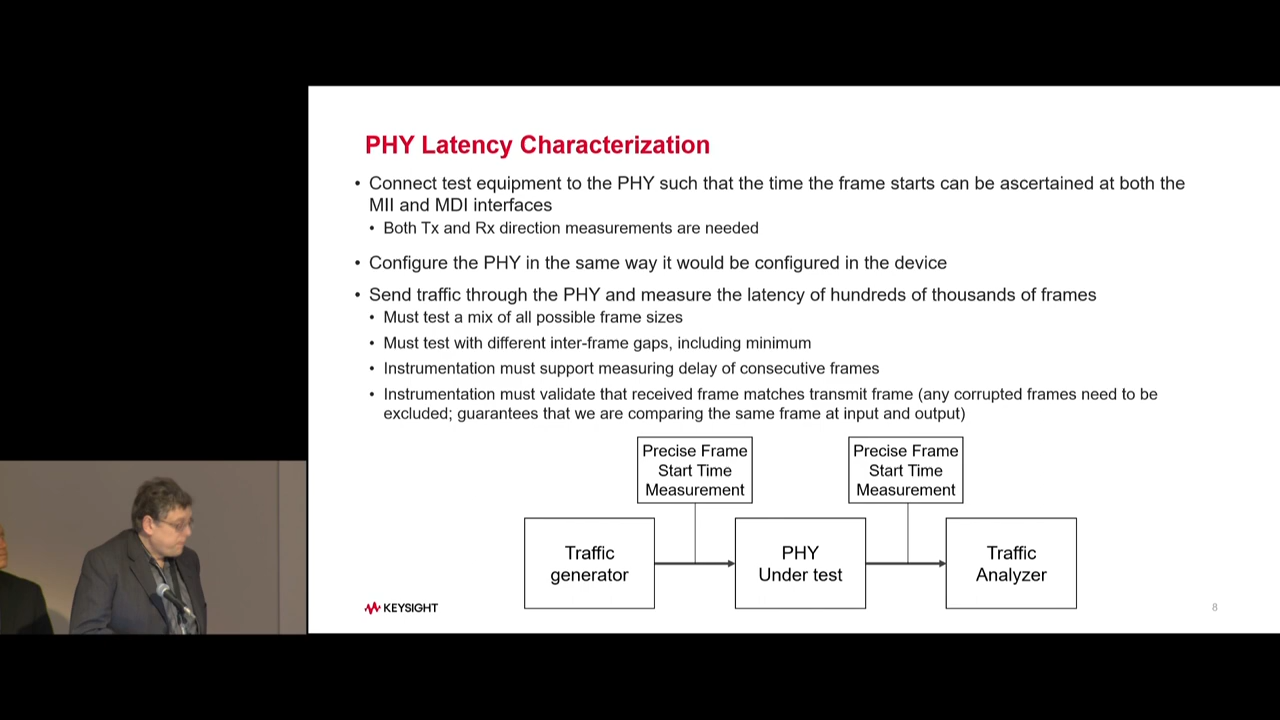 PHY Latency Characterization
• Connect test equipment to the PHY such that the time the frame starts can be ascertained at both the
MII and MDI interfaces
• Both Tx and Rx direction measurements are needed
• Configure the PHY in the same way it would be configured in the device
• Send traffic through the PHY and measure the latency of hundreds of thousands of frames
• Must test a mix of all possible frame sizes
• Must test with different inter-frame gaps, including minimum
• Instrumentation must support measuring delay of consecutive frames
• Instrumentation must validate that received frame matches transmit frame (any corrupted frames need to be
excluded; guarantees that we are comparing the same frame at input and output)
Precise Frame
Start Time
Measurement
Precise Frame
Start Time
Measurement
Traffic
generator
PHY
Under test
Traffic
Analyzer
KEYSIGHT
8